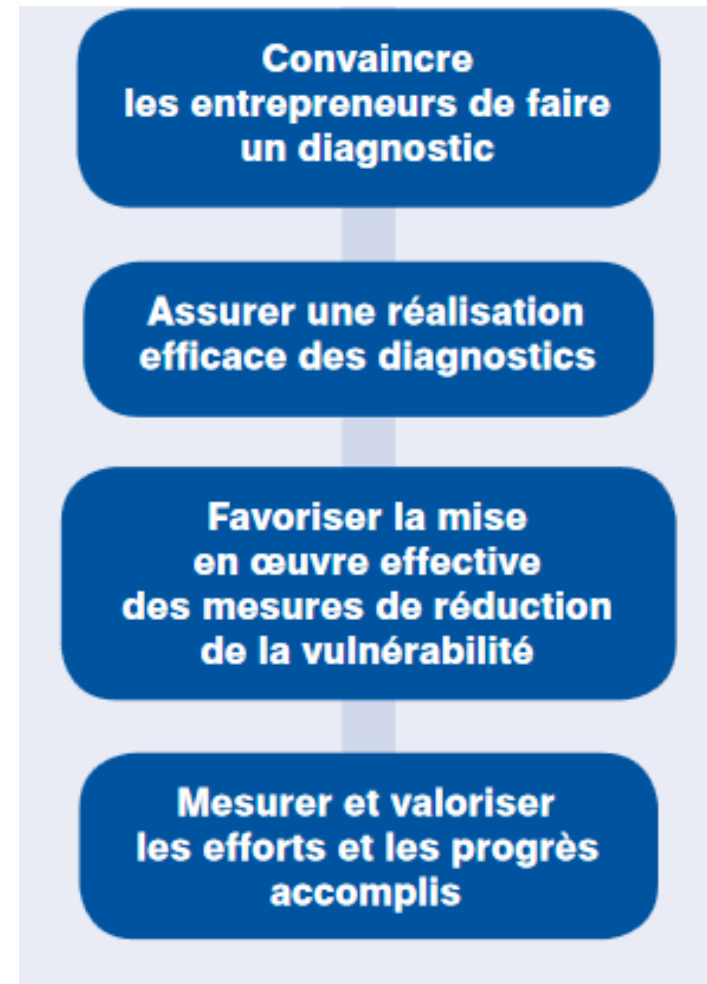 Convaincre
les entrepreneurs de faire
un diagnostic
Assurer une réalisation
efficace des diagnostics
Favoriser la mise
en œuvre effective
des mesures de réduction
de la vulnérabilité
Mesurer et valoriser
les efforts et les progrès
accomplis